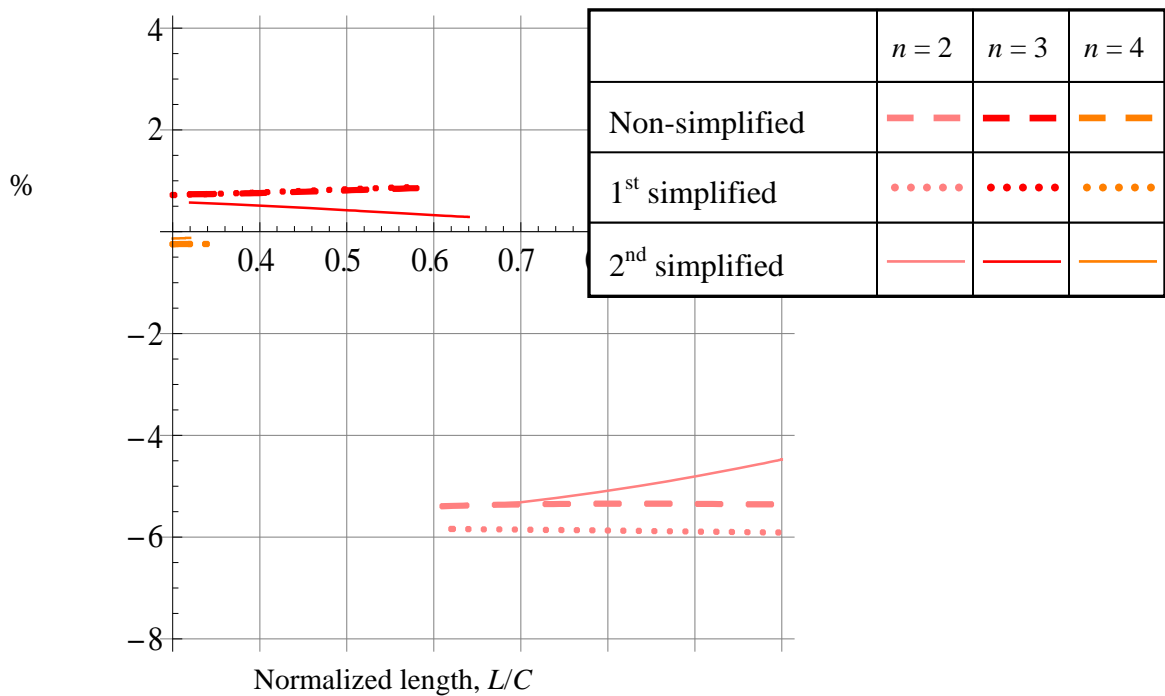 4
n = 2 n = 3 n = 4
Non-simplified
2
%
1st simplified
0.4 0.5 0.6 0.7
2nd simplified
−2
−4
−6
−8
Normalized length, L/C